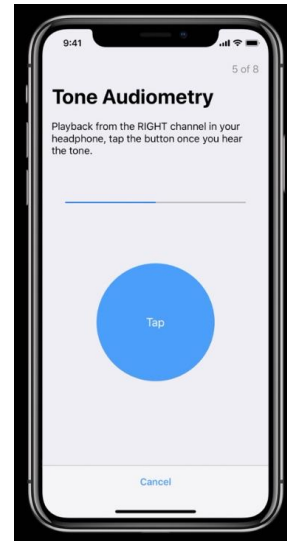 9:41
5 of 8
Tone Audiometry
Playback from the RIGHT channel in your
headphone, tap the button once you hear
the tone.
Tap
Cancel